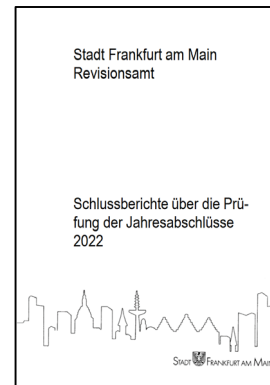 Stadt Frankfurt am Main
Revisionsamt
Schlussberichte über die Prü-
fung der Jahresabschlüsse
2022
STADT FRANKFURT AM MAIN